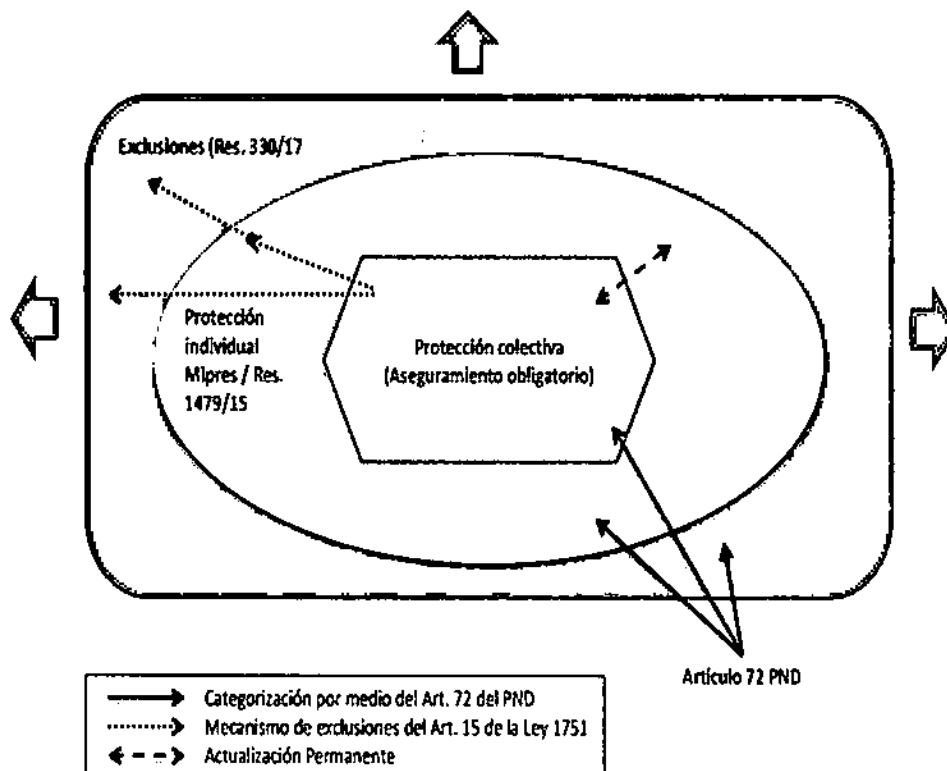 Exclusiones (Res. 330/17
Protección
individual
Mipres / Res.
1479/15
Protección colectiva
(Aseguramiento obligatorio)
Artículo 72 PND
Categorización por medio del Art. 72 del PND
Mecanismo de exclusiones del Art. 15 de la Ley 1751
Actualización Permanente